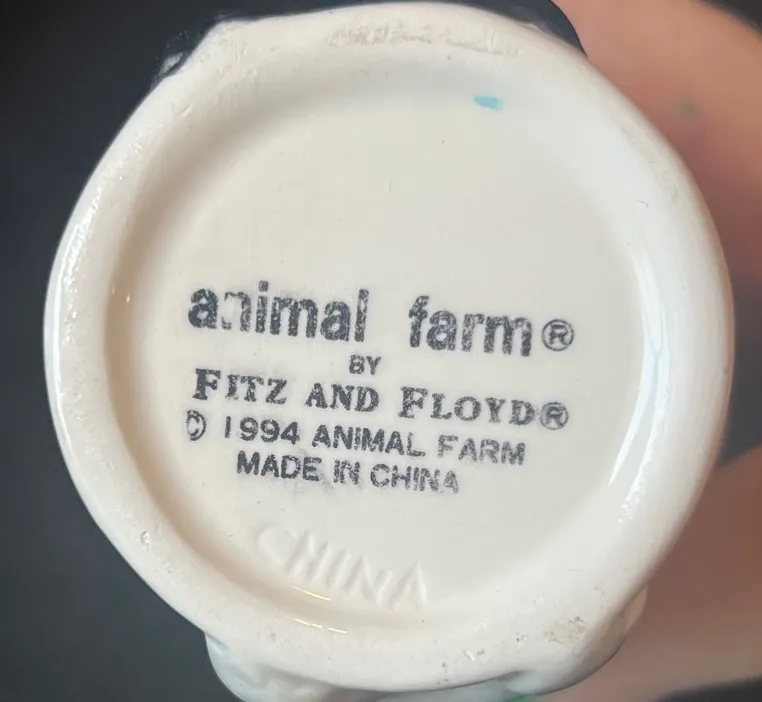 animal farm®
BY
FITZ AND FLOYD®
© 1994 ANIMAL FARM
MADE IN CHINA
CHINA